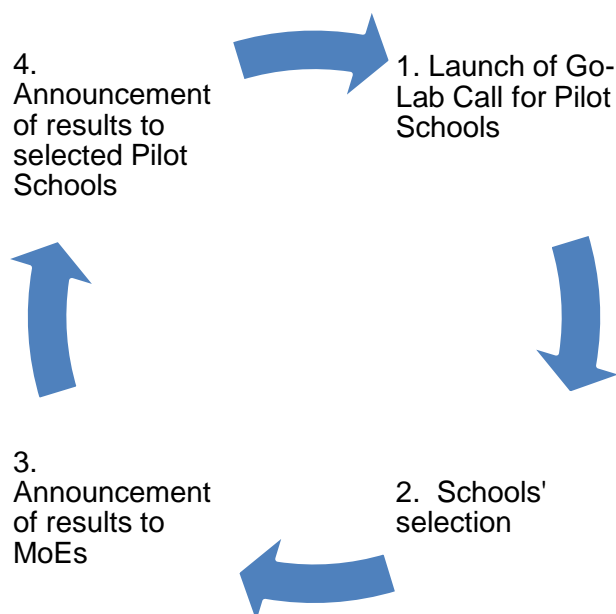 1. Launch of Go-
Lab Call for Pilot
Schools
2. Schools'
selection
3.
Announcement
of results to
MoEs
4.
Announcement
of results to
selected Pilot
Schools